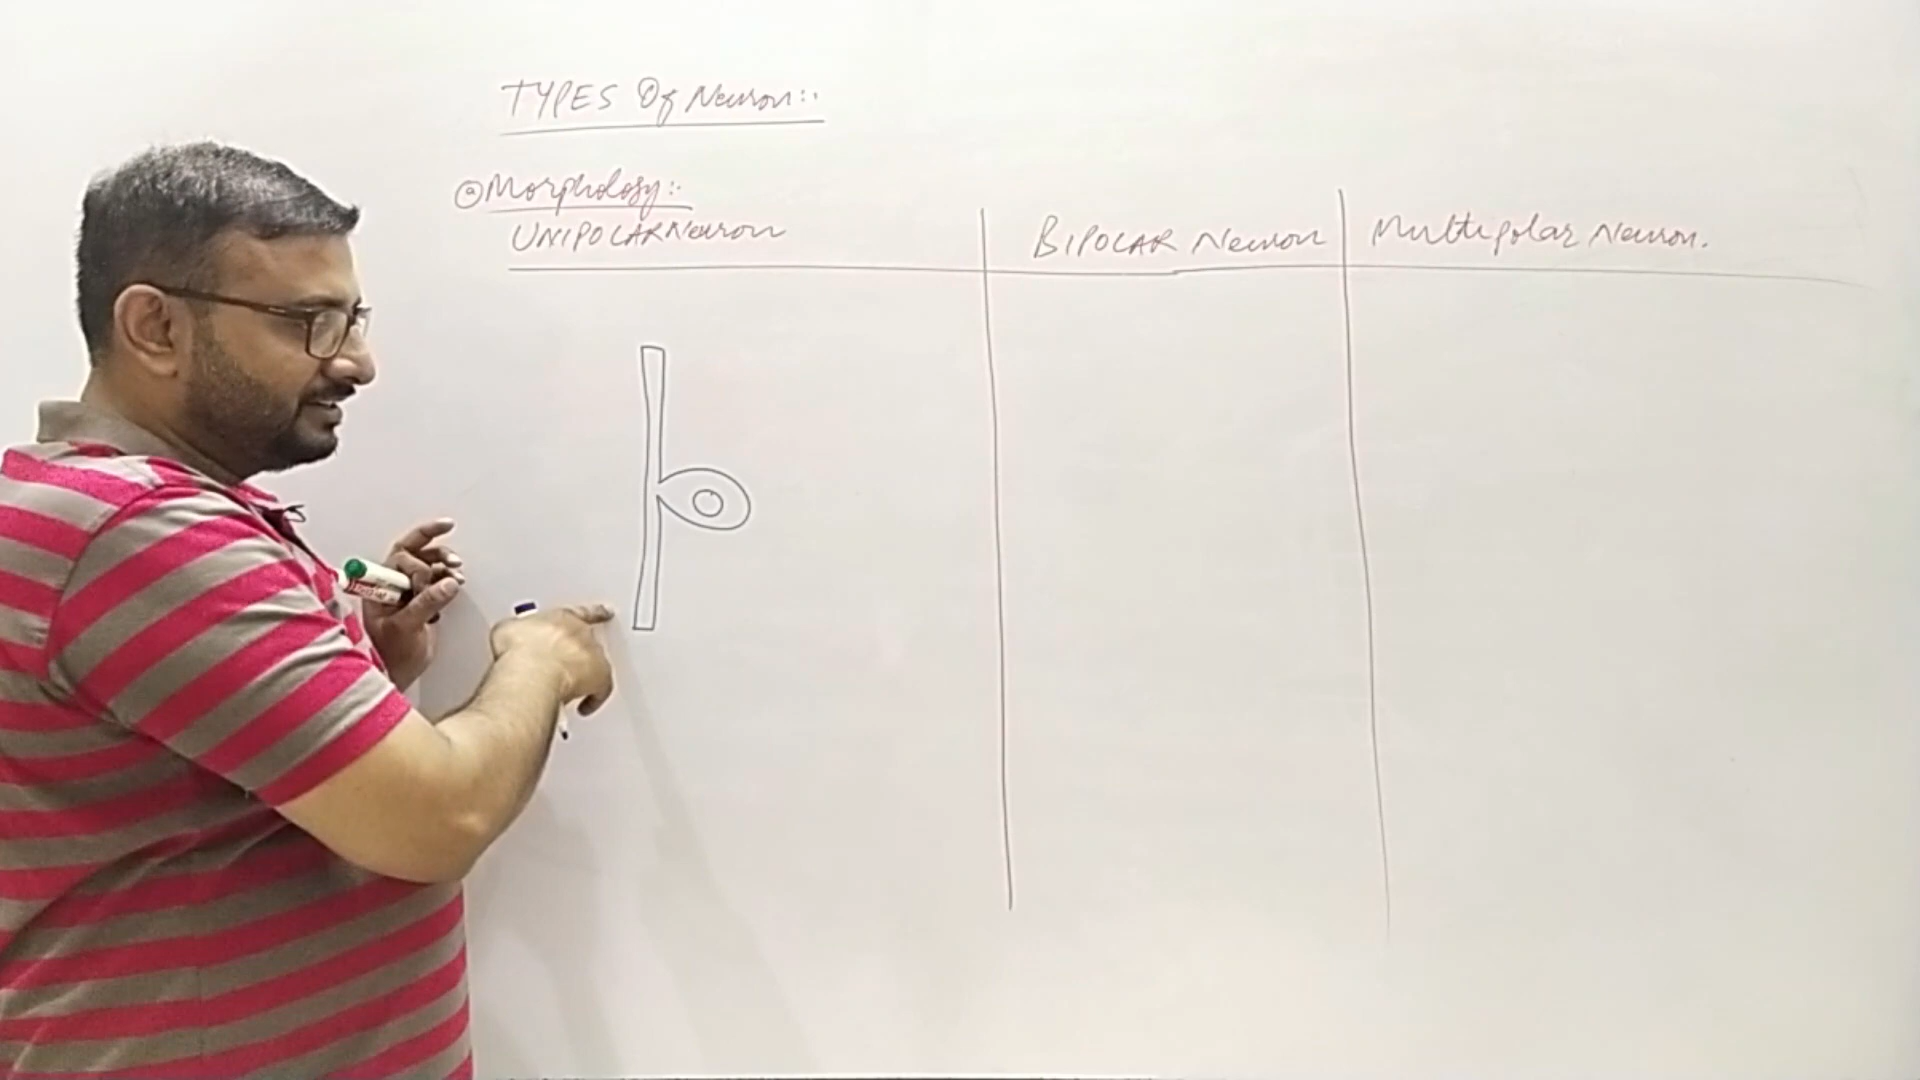 TYPES Of Neuron::
@Morphology:-
UNIPOLAR Neuron
BIPOLAR Neuron
Multipolar Neuron.